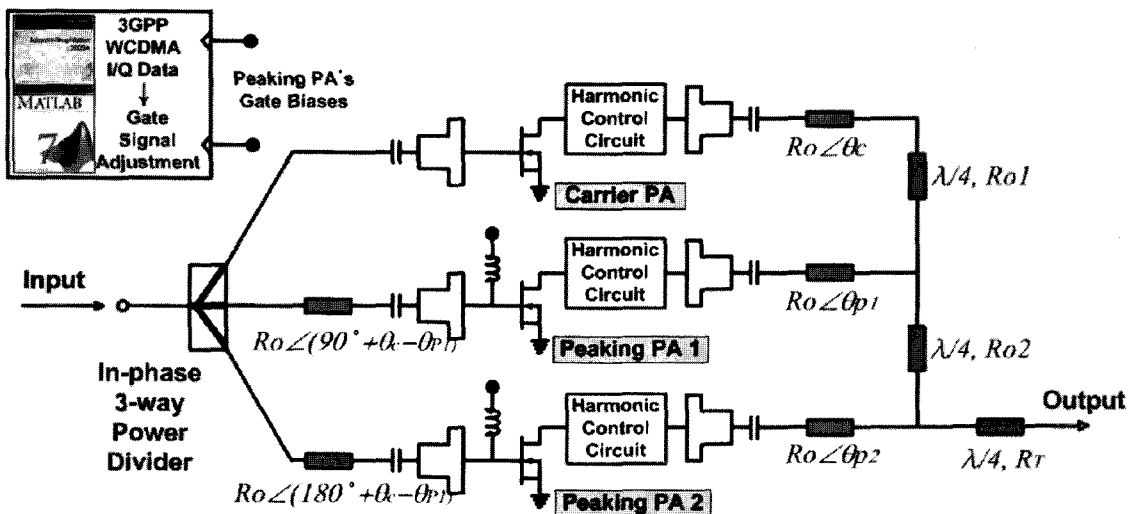 3GPP
WCDMA
I/Q Data
MATLAB
7
Gate
Signal
Adjustment
Peaking PA's
Gate Biases
Harmonic
Control
Circuit
Ro∠θc
λ/4, Ro1
Carrier PA
Input
In-phase
3-way
Power
Divider
Ro∠(90°+θc-θP1)
Harmonic
Control
Circuit
Ro∠θp1
Peaking PA 1
λ/4, Ro2
Ro∠(180°+θc-θP1)
Harmonic
Control
Circuit
Ro∠θp2
Peaking PA 2
Output
λ/4, RT